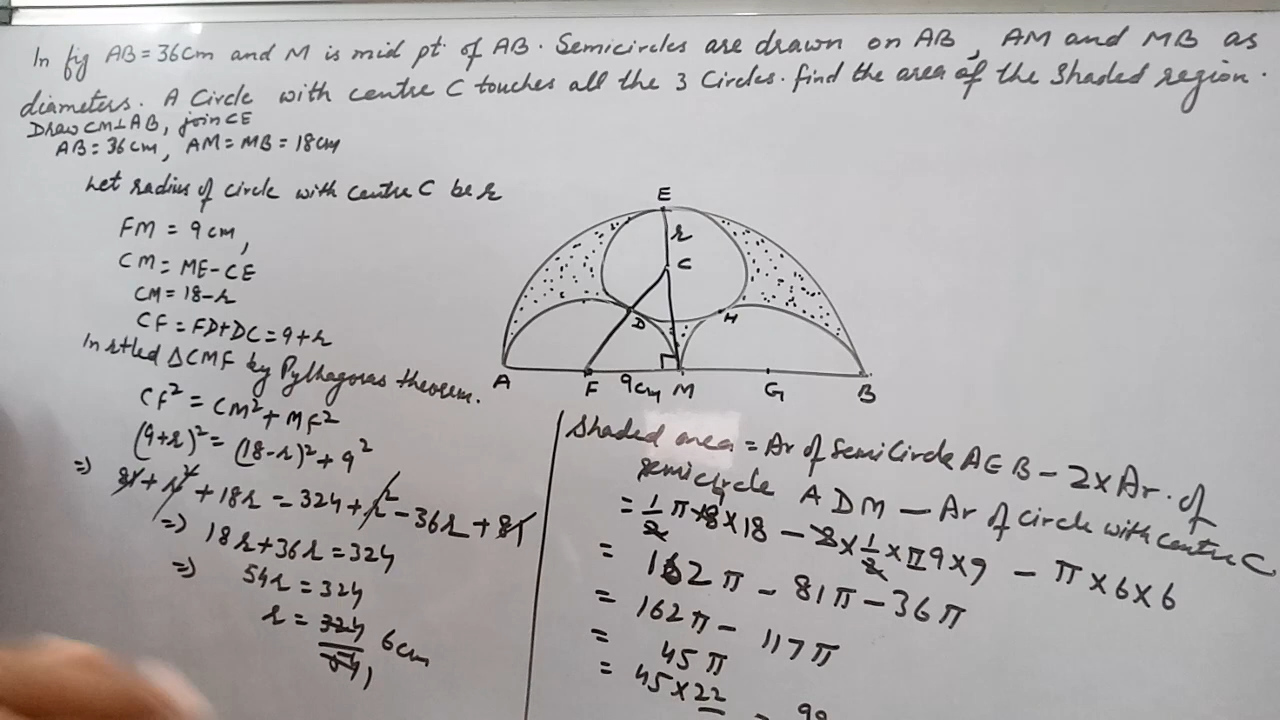 In fig AB = 36cm and M is mid pt. of AB. Semicircles are drawn on AB, AM and MB as
diameters. A Circle with centre C touches all the 3 Circles. find the area of the Shaded region.
Draw CM⊥AB, join CE
AB = 36cm, AM = MB = 18cm
Let radius of circle with centre C be r
FM = 9cm,
CM = ME-CE
CM = 18-r
CF = FD+DC = 9+r
In rt∠ed ΔCMF by Pythagoras theorem.
CF² = CM² + MF²
(9+r)² = (18-r)² + 9²
⇒ 81 + r² + 18r = 324 + r² - 36r + 81
⇒ 18r + 36r = 324
⇒ 54r = 324
r = 324/54, 6cm
E
r
C
D
H
A
F
9cm
M
G
B
Shaded area = Ar of SemiCircle AEB - 2 x Ar. of
semicircle ADM - Ar of circle with centre C
= 1/2 π 18 x 18 - 2 x 1/2 x π 9 x 9 - π x 6 x 6
= 162π - 81π - 36π
= 162π - 117π
= 45π
= 45 x 22
= 99